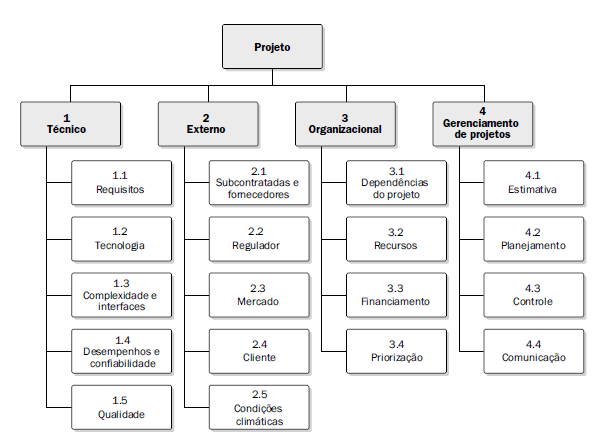 Projeto
1
Técnico
2
Externo
3
Organizacional
4
Gerenciamento
de projetos
1.1
Requisitos
1.2
Tecnologia
1.3
Complexidade e
interfaces
1.4
Desempenhos e
confiabilidade
1.5
Qualidade
2.1
Subcontratadas e
fornecedores
2.2
Regulador
2.3
Mercado
2.4
Cliente
2.5
Condições
climáticas
3.1
Dependências
do projeto
3.2
Recursos
3.3
Financiamento
3.4
Priorização
4.1
Estimativa
4.2
Planejamento
4.3
Controle
4.4
Comunicação